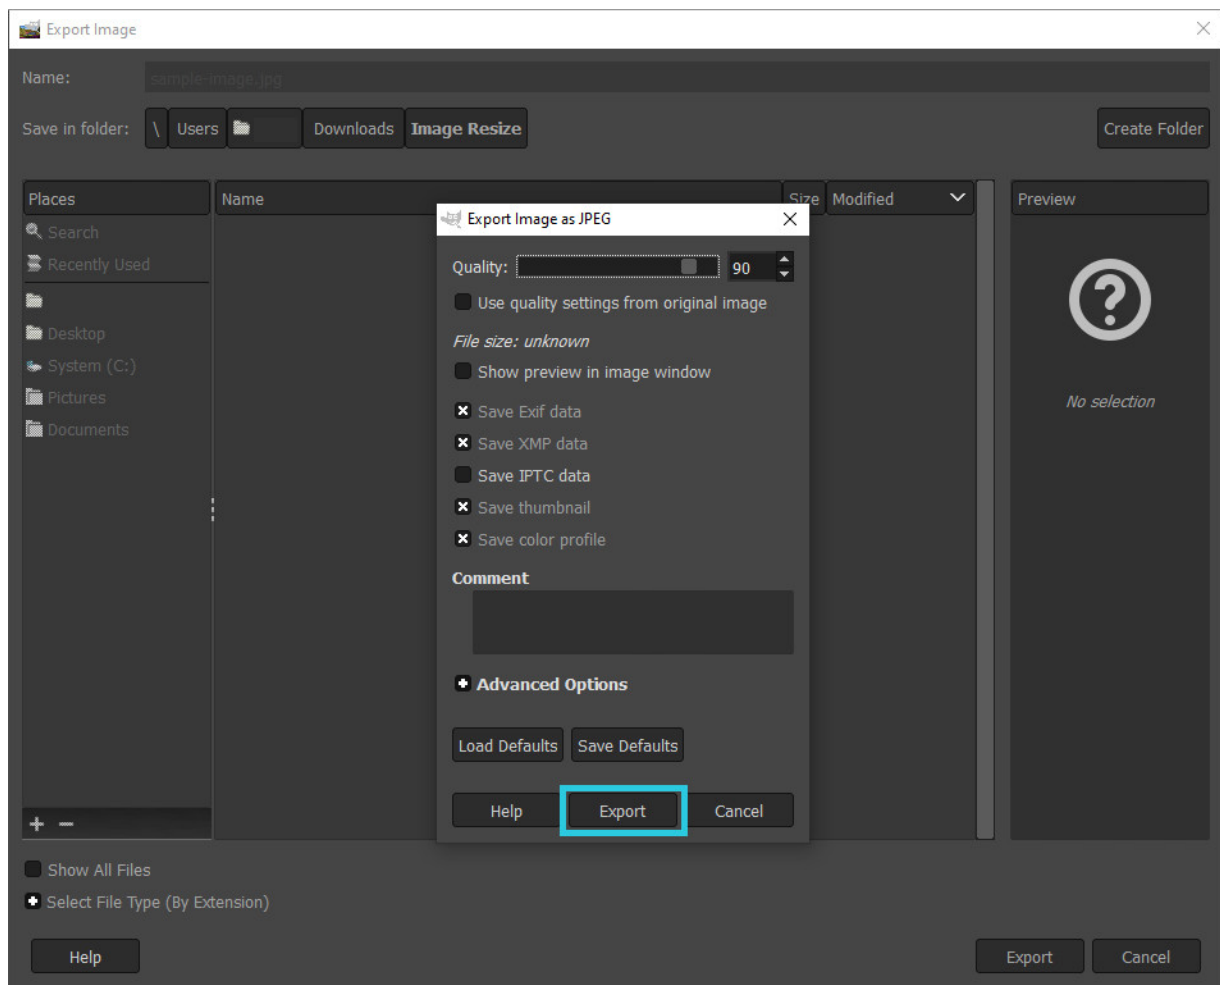 Export Image
Name: sample-image.jpg
Save in folder: \ Users Downloads Image Resize Create Folder
Places Name Size Modified Preview
Search
Recently Used
Desktop
System (C:)
Pictures
Documents
No selection
Export Image as JPEG
Quality: 90
Use quality settings from original image
File size: unknown
Show preview in image window
Save Exif data
Save XMP data
Save IPTC data
Save thumbnail
Save color profile
Comment
Advanced Options
Load Defaults Save Defaults
Help Export Cancel
Show All Files
Select File Type (By Extension)
Help Export Cancel